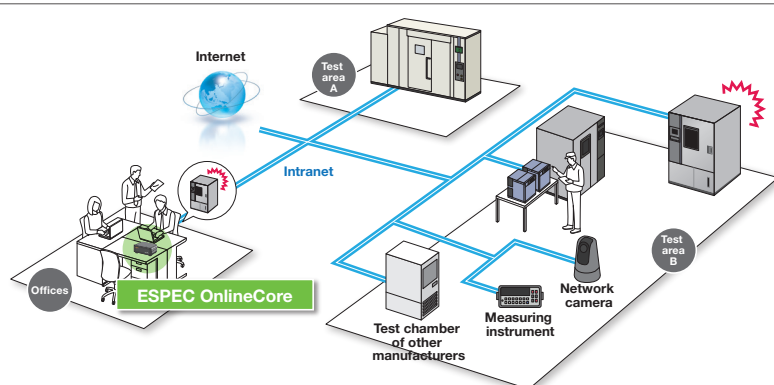 Internet
Test
area
A
Intranet
Offices
ESPEC OnlineCore
Test
area
B
Network
camera
Measuring
instrument
Test chamber
of other
manufacturers